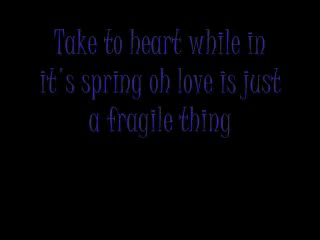 Take to heart while in
it's spring oh love is just
a fragile thing